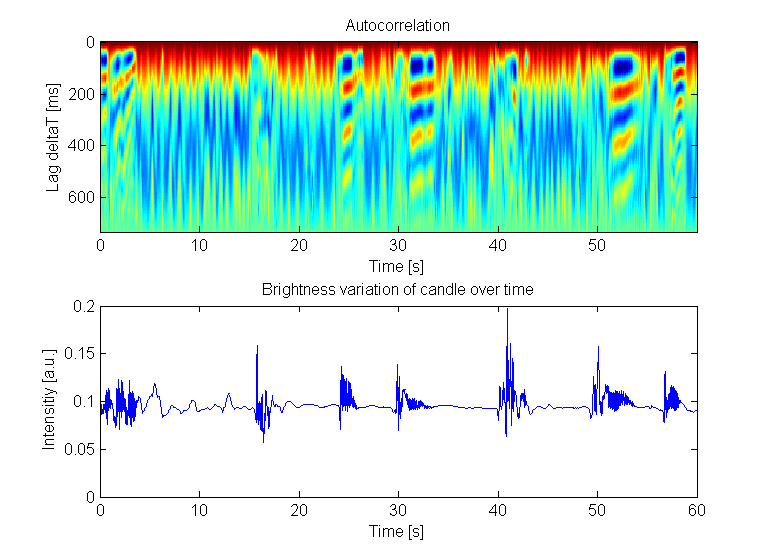 Autocorrelation
0
200
400
600
Lag deltaT [ms]
0 10 20 30 40 50
Time [s]
Brightness variation of candle over time
0.2
0.15
0.1
0.05
0
Intensitiy [a.u.]
0 10 20 30 40 50 60
Time [s]